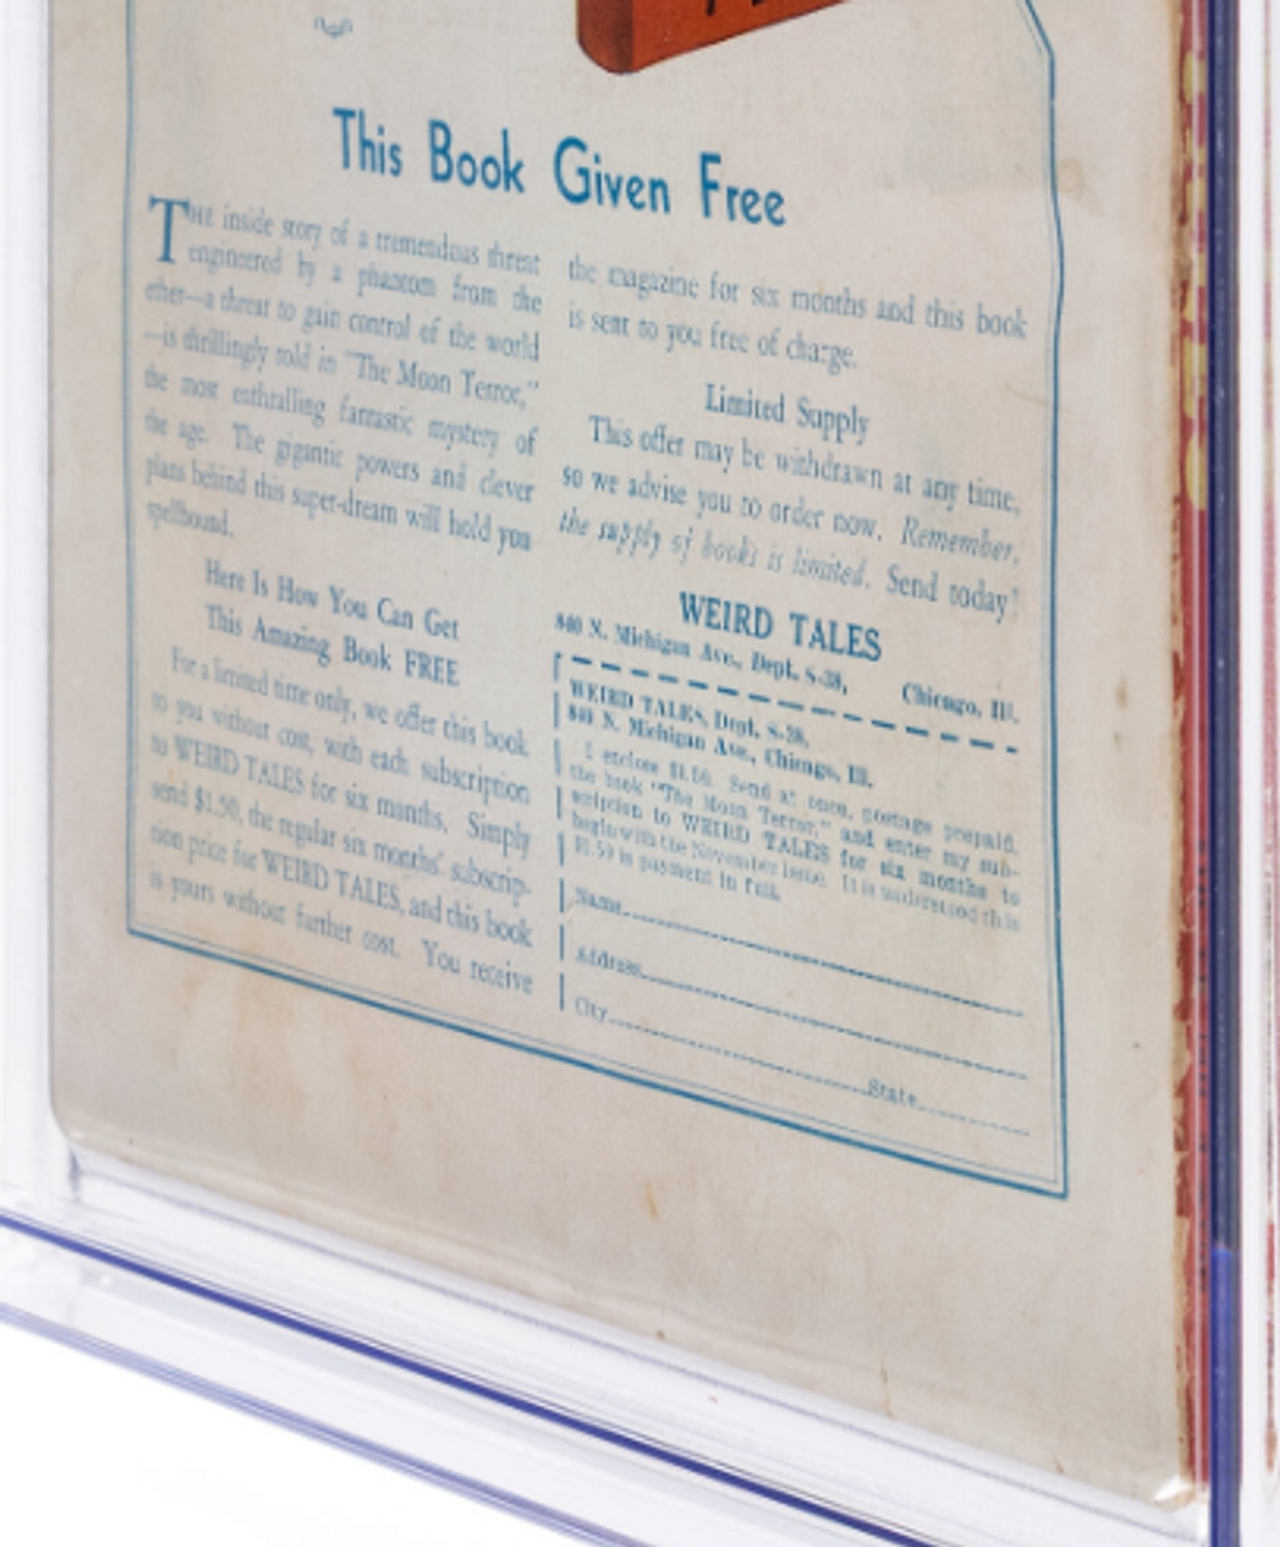 This Book Given Free
THE inside story of a tremendous threat
engineered by a phantom from the
ether—a threat to gain control of the world
—is thrillingly told in "The Moon Terror,"
the most enthralling fantastic mystery of
the age. The gigantic powers and clever
plans behind this super-dream will hold you
spellbound.
Here Is How You Can Get
This Amazing Book FREE
For a limited time only, we offer this book
to you without cost, with each subscription
to WEIRD TALES for six months. Simply
send $1.50, the regular six months' subscrip-
tion price for WEIRD TALES, and this book
is yours without further cost. You receive
the magazine for six months and this book
is sent to you free of charge.
Limited Supply
This offer may be withdrawn at any time,
so we advise you to order now. Remember,
the supply of books is limited. Send today!
WEIRD TALES
840 N. Michigan Ave., Dept. S-38, Chicago, Ill.
WEIRD TALES, Dept. S-38,
840 N. Michigan Ave., Chicago, Ill.
I enclose $1.50. Send at once, postage prepaid,
the book "The Moon Terror," and enter my sub-
scription to WEIRD TALES for six months to
begin with the November issue. It is understood this is
$1.50 in payment in full.
Name
Address
City
State